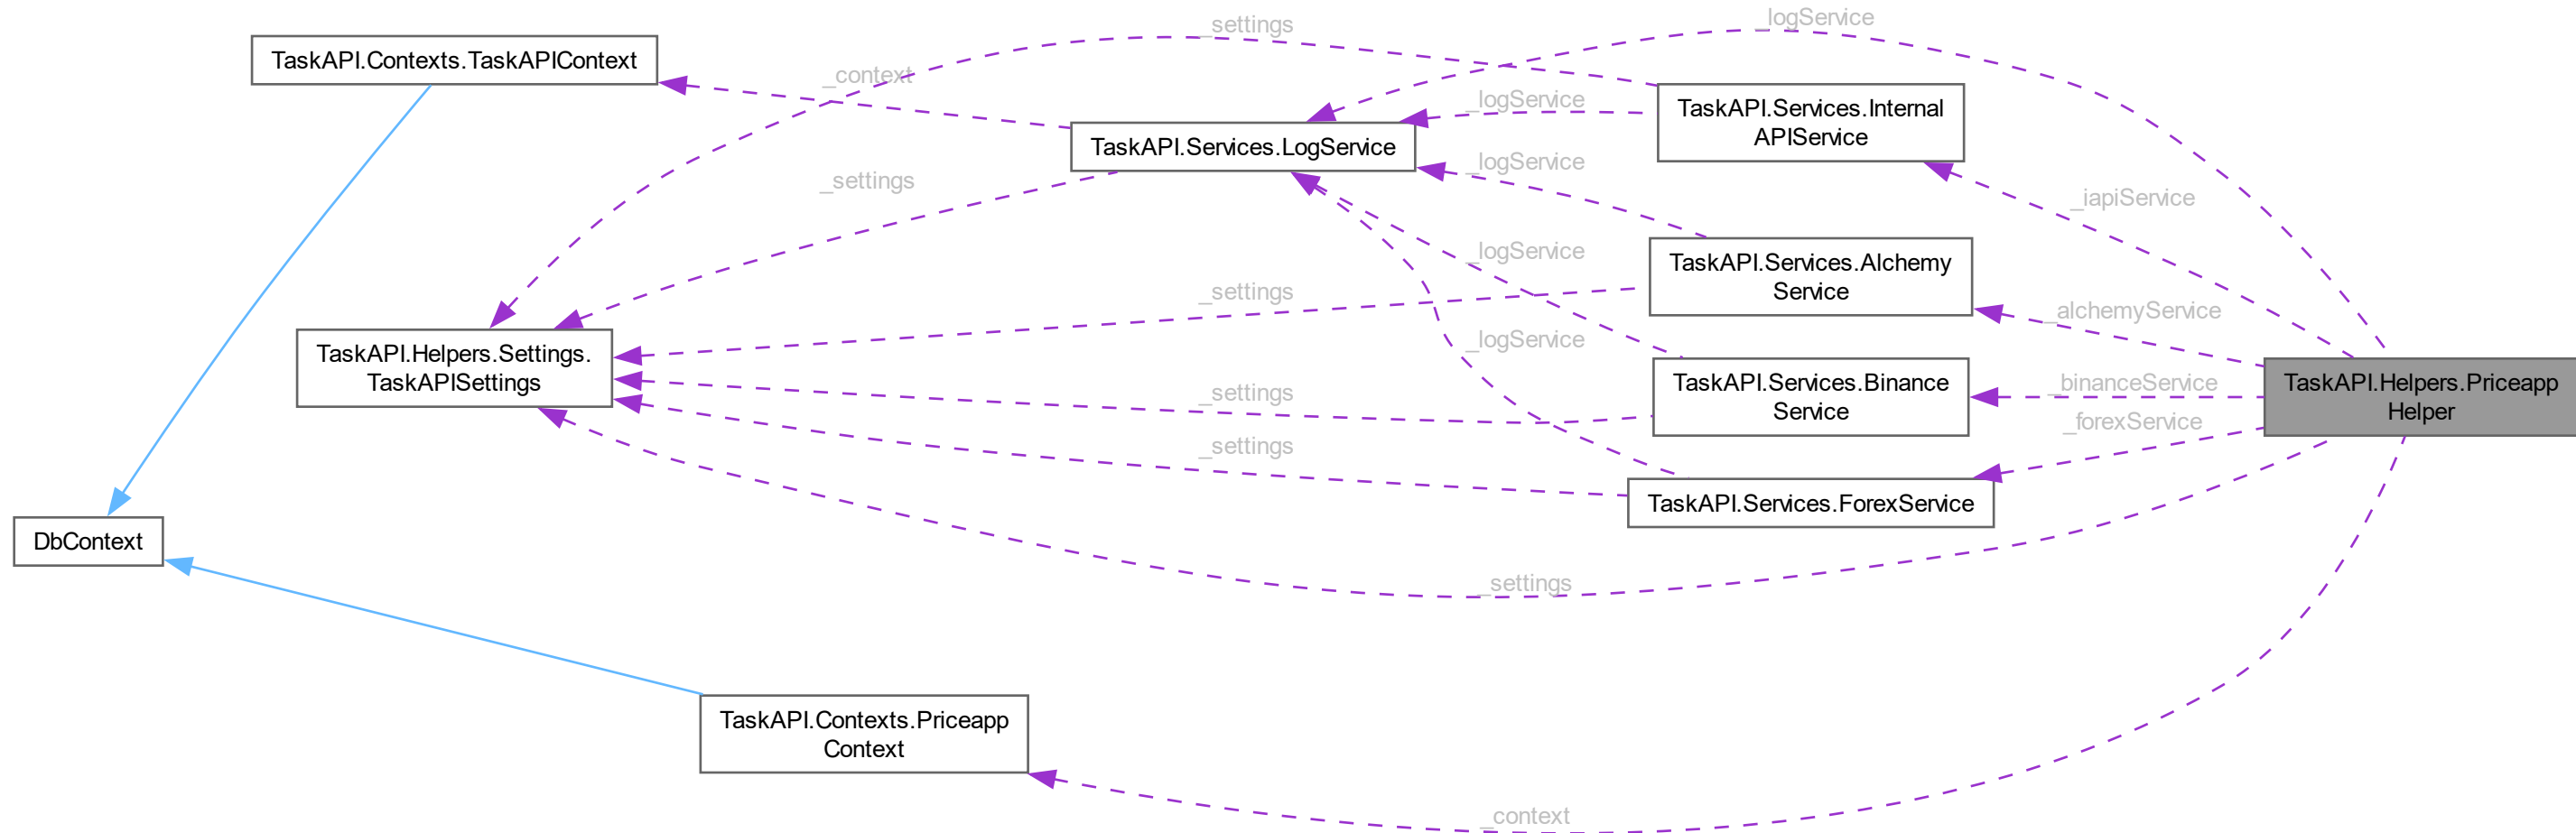 _settings
_logService
TaskAPI.Contexts.TaskAPIContext
_context
_logService
TaskAPI.Services.Internal
APIService
TaskAPI.Services.LogService
_logService
_settings
_iapiService
_logService
TaskAPI.Services.Alchemy
Service
_settings
_alchemyService
_logService
TaskAPI.Helpers.Settings.
TaskAPISettings
TaskAPI.Services.Binance
Service
_settings
_binanceService
TaskAPI.Helpers.Priceapp
Helper
_forexService
_settings
TaskAPI.Services.ForexService
DbContext
_settings
TaskAPI.Contexts.Priceapp
Context
_context